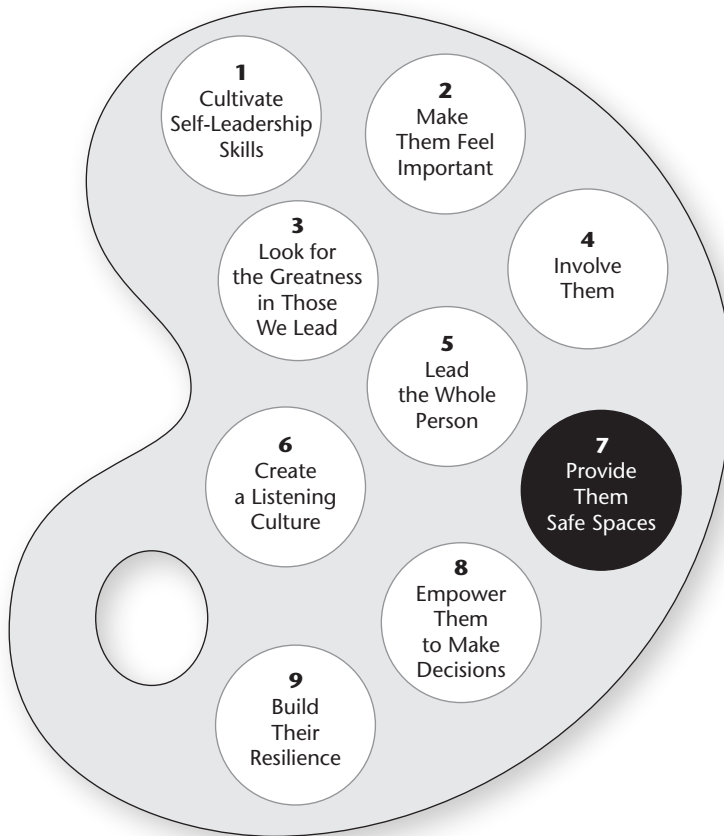 1
Cultivate
Self-Leadership
Skills
2
Make
Them Feel
Important
3
Look for
the Greatness
in Those
We Lead
4
Involve
Them
5
Lead
the Whole
Person
6
Create
a Listening
Culture
7
Provide
Them
Safe Spaces
8
Empower
Them
to Make
Decisions
9
Build
Their
Resilience